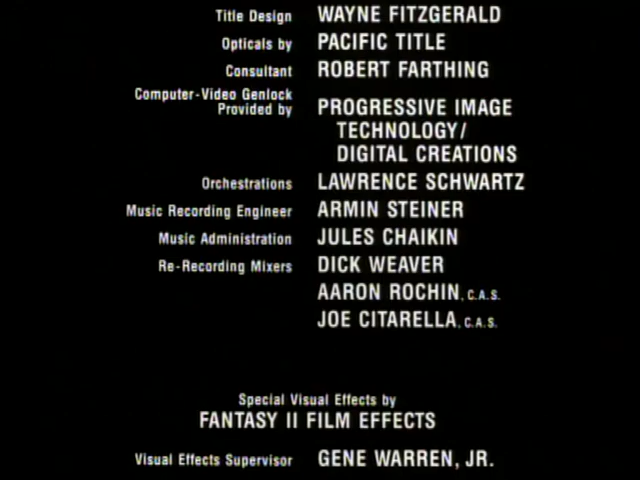 Title Design WAYNE FITZGERALD
Opticals by PACIFIC TITLE
Consultant ROBERT FARTHING
Computer-Video Genlock
Provided by PROGRESSIVE IMAGE
TECHNOLOGY/
DIGITAL CREATIONS
Orchestrations LAWRENCE SCHWARTZ
Music Recording Engineer ARMIN STEINER
Music Administration JULES CHAIKIN
Re-Recording Mixers DICK WEAVER
AARON ROCHIN, C.A.S.
JOE CITARELLA, C.A.S.
Special Visual Effects by
FANTASY II FILM EFFECTS
Visual Effects Supervisor GENE WARREN, JR.